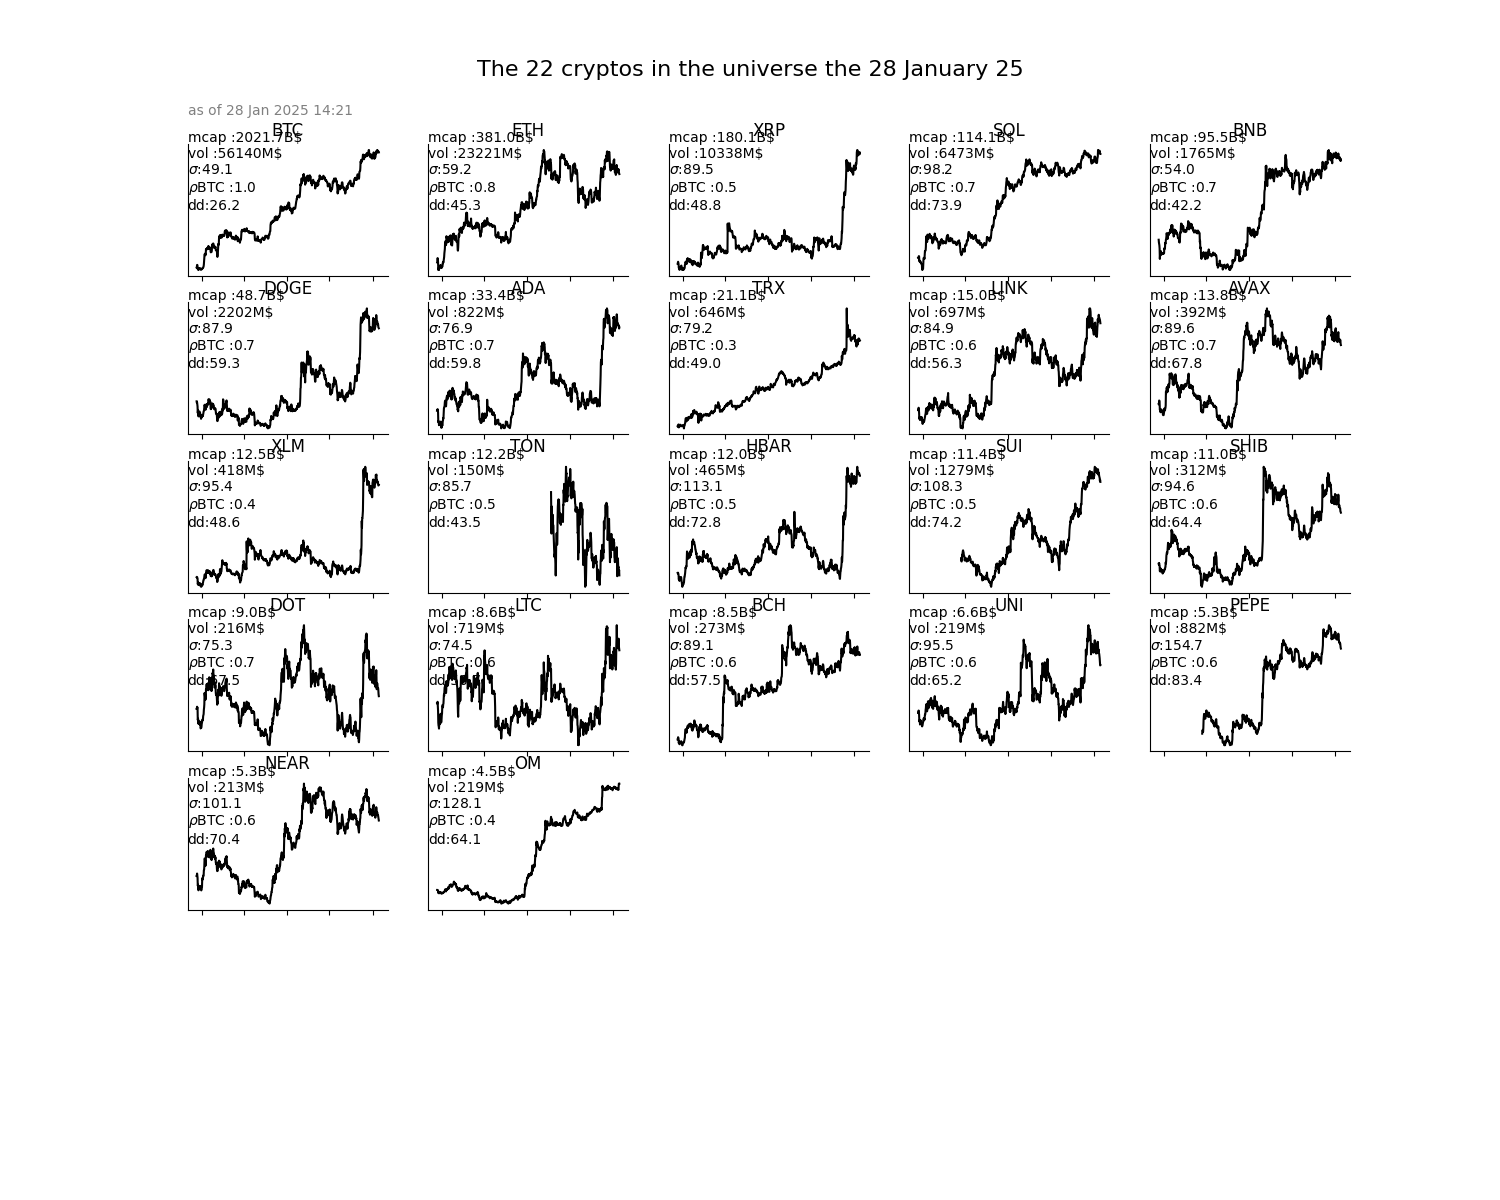 The 22 cryptos in the universe the 28 January 25
as of 28 Jan 2025 14:21
BTC
mcap :2021.7B$
vol :56140M$
σ:49.1
ρBTC :1.0
dd:26.2
ETH
mcap :381.0B$
vol :23221M$
σ:59.2
ρBTC :0.8
dd:45.3
XRP
mcap :180.1B$
vol :10338M$
σ:89.5
ρBTC :0.5
dd:48.8
SOL
mcap :114.1B$
vol :6473M$
σ:98.2
ρBTC :0.7
dd:73.9
BNB
mcap :95.5B$
vol :1765M$
σ:54.0
ρBTC :0.7
dd:42.2
DOGE
mcap :48.7B$
vol :2202M$
σ:87.9
ρBTC :0.7
dd:59.3
ADA
mcap :33.4B$
vol :822M$
σ:76.9
ρBTC :0.7
dd:59.8
TRX
mcap :21.1B$
vol :646M$
σ:79.2
ρBTC :0.3
dd:49.0
LINK
mcap :15.0B$
vol :697M$
σ:84.9
ρBTC :0.6
dd:56.3
AVAX
mcap :13.8B$
vol :392M$
σ:89.6
ρBTC :0.7
dd:67.8
XLM
mcap :12.5B$
vol :418M$
σ:95.4
ρBTC :0.4
dd:48.6
TON
mcap :12.2B$
vol :150M$
σ:85.7
ρBTC :0.5
dd:43.5
HBAR
mcap :12.0B$
vol :465M$
σ:113.1
ρBTC :0.5
dd:72.8
SUI
mcap :11.4B$
vol :1279M$
σ:108.3
ρBTC :0.5
dd:74.2
SHIB
mcap :11.0B$
vol :312M$
σ:94.6
ρBTC :0.6
dd:64.4
DOT
mcap :9.0B$
vol :216M$
σ:75.3
ρBTC :0.7
LTC
mcap :8.6B$
vol :719M$
σ:74.5
ρBTC :0.6
BCH
mcap :8.5B$
vol :273M$
σ:89.1
ρBTC :0.6
dd:57.5
UNI
mcap :6.6B$
vol :219M$
σ:95.5
ρBTC :0.6
dd:65.2
PEPE
mcap :5.3B$
vol :882M$
σ:154.7
ρBTC :0.6
dd:83.4
NEAR
mcap :5.3B$
vol :213M$
σ:101.1
ρBTC :0.6
dd:70.4
OM
mcap :4.5B$
vol :219M$
σ:128.1
ρBTC :0.4
dd:64.1